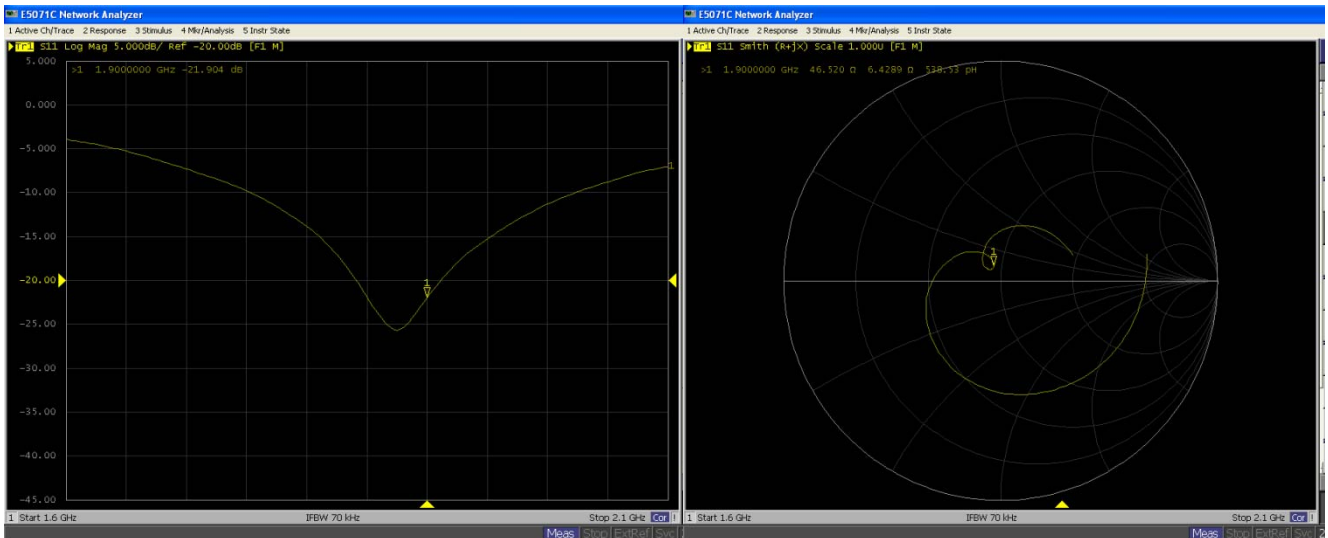 E5071C Network Analyzer
1 Active Ch/Trace 2 Response 3 Stimulus 4 Mkr/Analysis 5 Instr State
Tr1 S11 Log Mag 5.000dB/ Ref -20.00dB [F1 M]
5.000
>1 1.9000000 GHz -21.904 dB
0.000
-5.000
1
-10.00
-15.00
-20.00
1
-25.00
-30.00
-35.00
-40.00
-45.00
1 Start 1.6 GHz IFBW 70 kHz Stop 2.1 GHz Cor !
Meas Stop ExtRef Svc
E5071C Network Analyzer
1 Active Ch/Trace 2 Response 3 Stimulus 4 Mkr/Analysis 5 Instr State
Tr1 S11 Smith (R+jX) Scale 1.000U [F1 M]
>1 1.9000000 GHz 46.520 Ω 6.4289 Ω 538.53 pH
1
1 Start 1.6 GHz IFBW 70 kHz Stop 2.1 GHz Cor !
Meas Stop ExtRef Svc